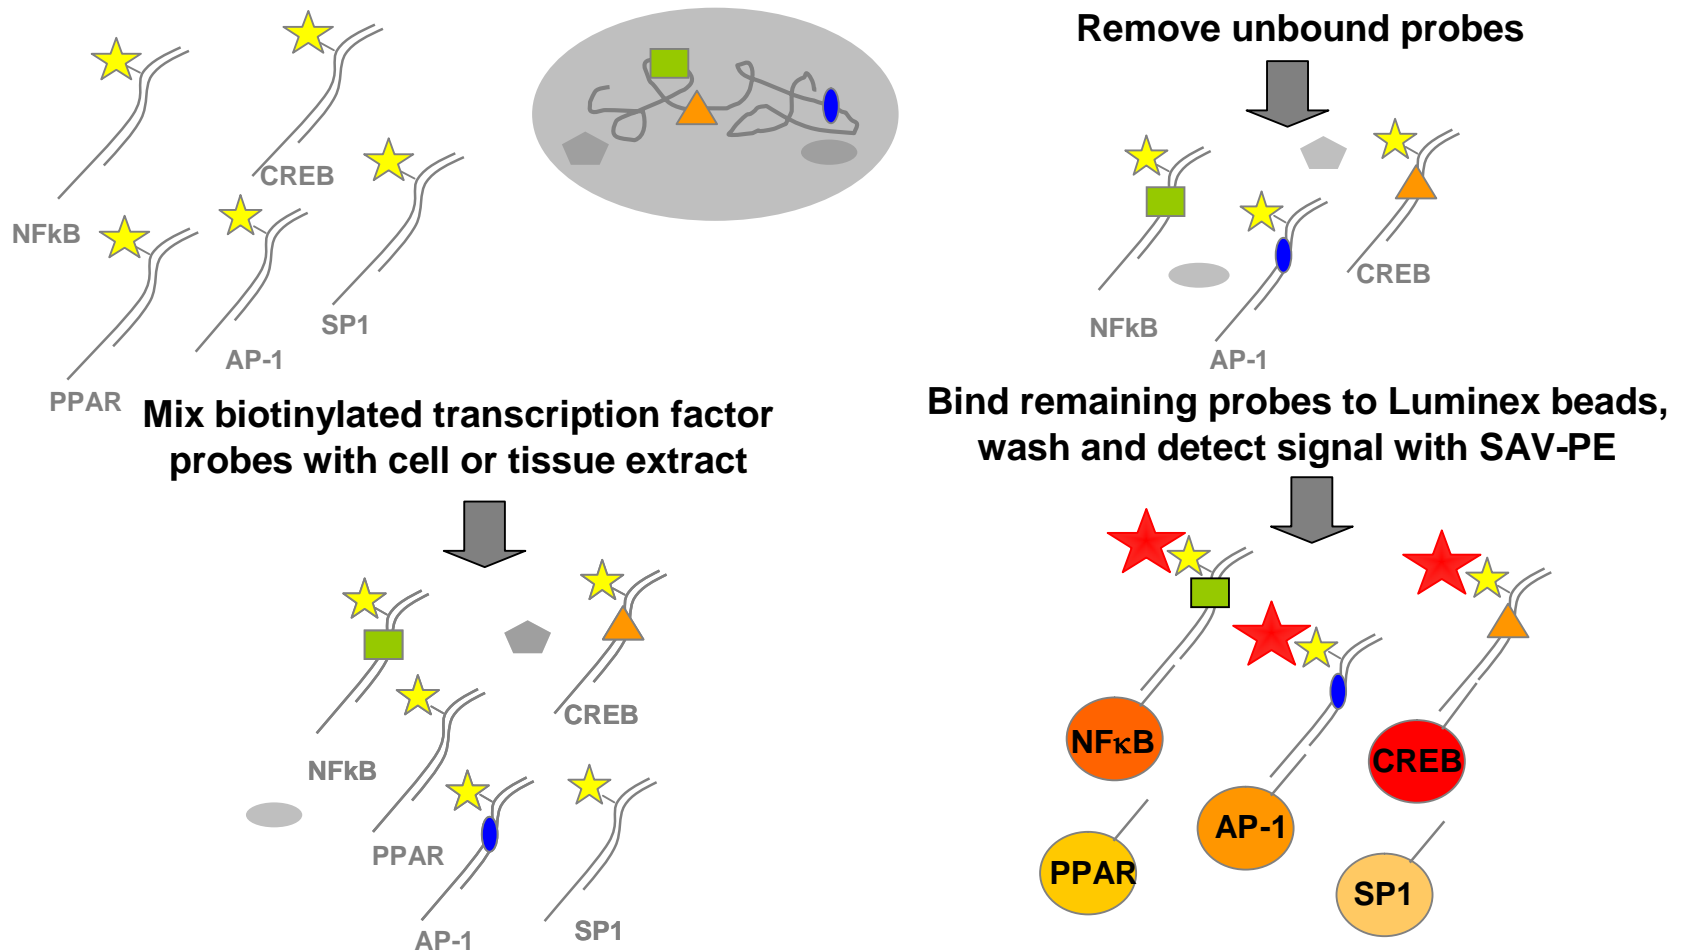 CREB
NFkB
SP1
AP-1
PPAR
Mix biotinylated transcription factor
probes with cell or tissue extract
CREB
NFkB
PPAR
SP1
AP-1
Remove unbound probes
CREB
NFkB
AP-1
Bind remaining probes to Luminex beads,
wash and detect signal with SAV-PE
NFκB
CREB
AP-1
PPAR
SP1